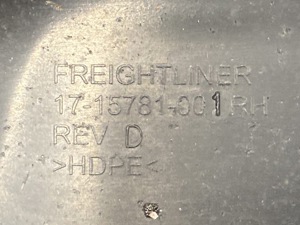 FREIGHTLINER
17-15781-001 RH
REV D
>HDPE<